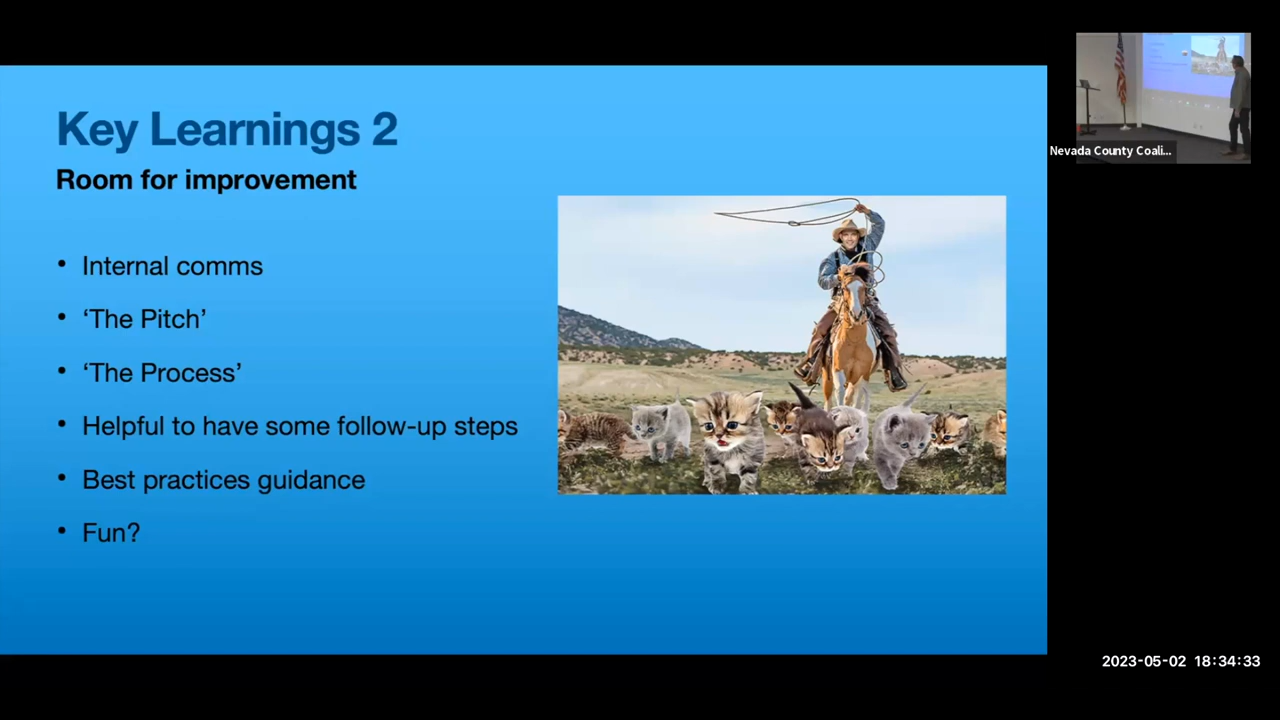 Key Learnings 2
Room for improvement
• Internal comms
• ‘The Pitch’
• ‘The Process’
• Helpful to have some follow-up steps
• Best practices guidance
• Fun?
Nevada County Coali...
2023-05-02 18:34:33